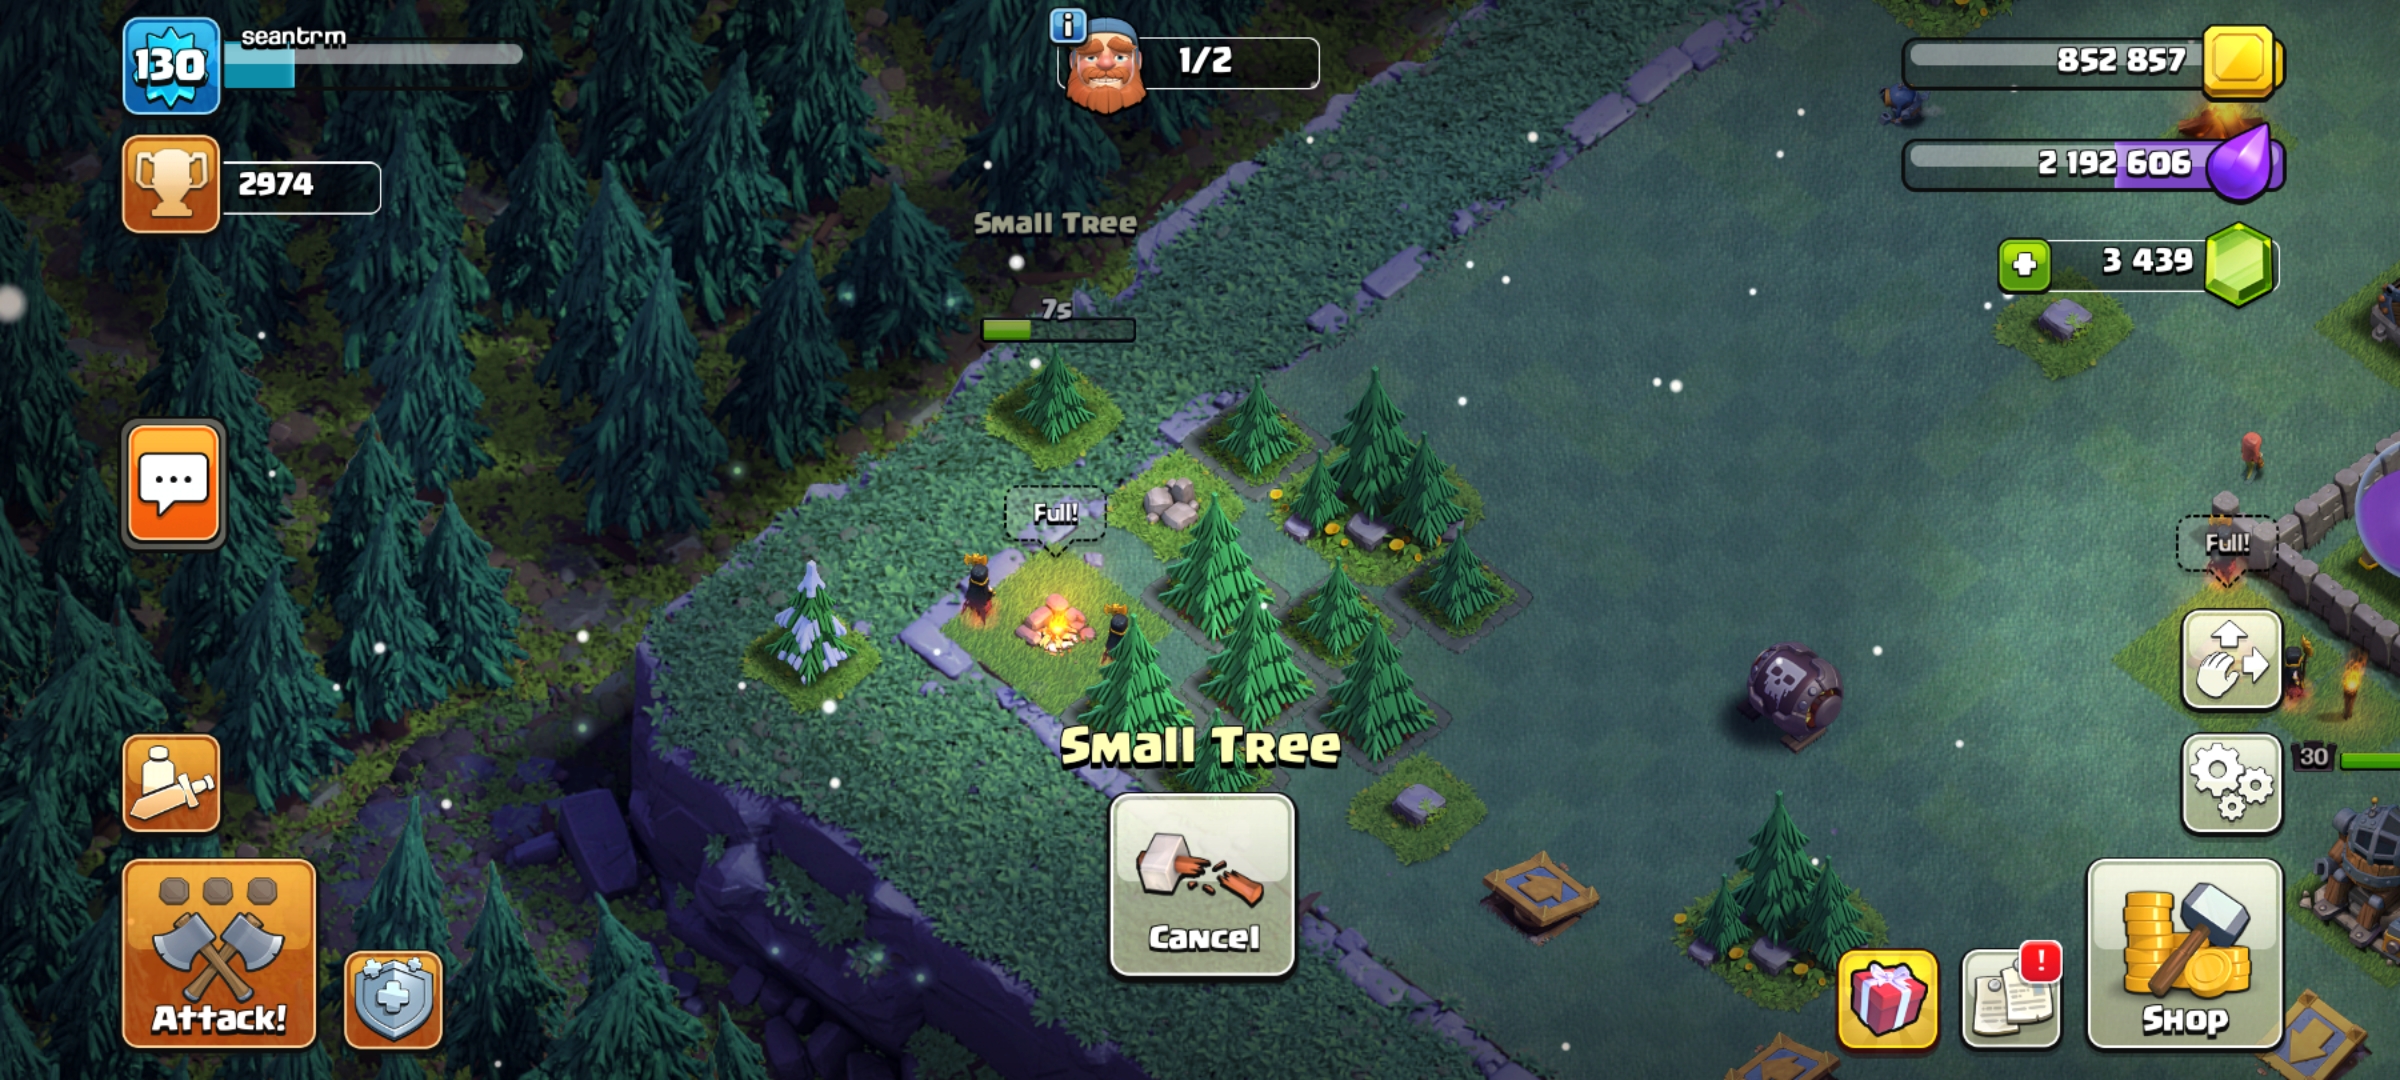 130
seantrm
1/2
852 857
2974
2 192 606
Small Tree
3 439
7s
Full!
Full!
Small Tree
30
Cancel
Attack!
!
Shop